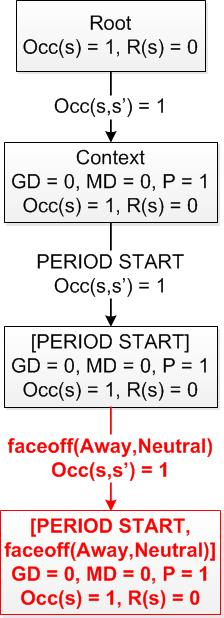 Root
Occ(s) = 1, R(s) = 0
Occ(s,s’) = 1
Context
GD = 0, MD = 0, P = 1
Occ(s) = 1, R(s) = 0
PERIOD START
Occ(s,s’) = 1
[PERIOD START]
GD = 0, MD = 0, P = 1
Occ(s) = 1, R(s) = 0
faceoff(Away,Neutral)
Occ(s,s’) = 1
[PERIOD START,
faceoff(Away,Neutral)]
GD = 0, MD = 0, P = 1
Occ(s) = 1, R(s) = 0